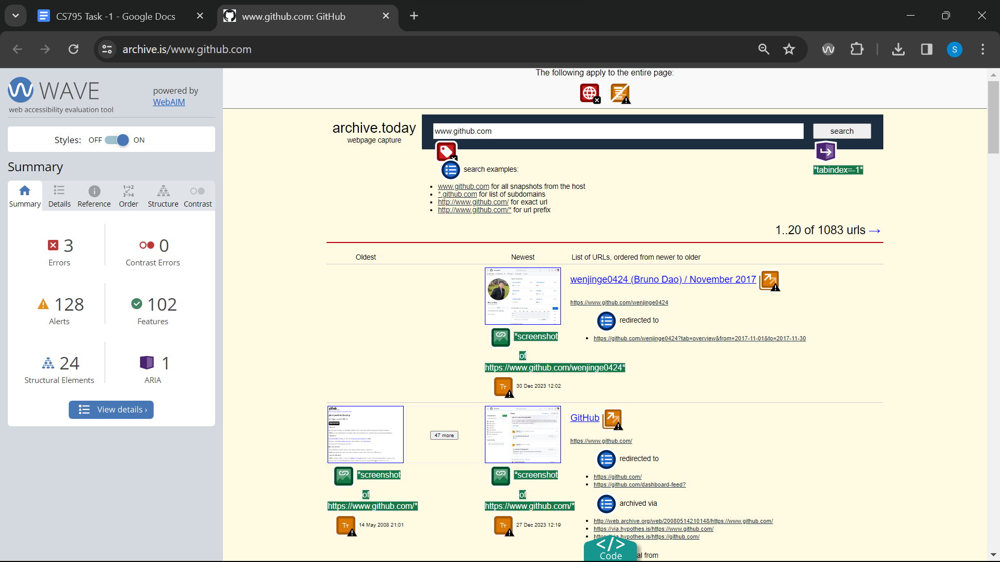 CS795 Task -1 - Google Docs
www.github.com: GitHub
archive.is/www.github.com
S
WAVE
web accessibility evaluation tool
powered by
WebAIM
Styles: OFF ON
Summary
Summary Details Reference Order Structure Contrast
3
Errors
0
Contrast Errors
128
Alerts
102
Features
24
Structural Elements
1
ARIA
View details ›
The following apply to the entire page:
archive.today
webpage capture
www.github.com
search
*tabindex=-1*
search examples:
• www.github.com for all snapshots from the host
• *.github.com for list of subdomains
• http://www.github.com/ for exact url
• http://www.github.com/* for url prefix
1..20 of 1083 urls →
Oldest Newest List of URLs, ordered from newer to older
wenjinge0424 (Bruno Dao) / November 2017
https://www.github.com/wenjinge0424
redirected to
• https://github.com/wenjinge0424?tab=overview&from=2017-11-01&to=2017-11-30
*screenshot
of
https://www.github.com/wenjinge0424*
30 Dec 2023 12:02
47 more
*screenshot
of
https://www.github.com/*
14 May 2008 21:01
*screenshot
of
https://www.github.com/*
27 Dec 2023 12:19
GitHub
https://www.github.com/
redirected to
• https://github.com/
• https://github.com/dashboard-feed?
archived via
• http://web.archive.org/web/20080514210148/https://www.github.com/
• https://via.hypothes.is/https://www.github.com/
</> Code